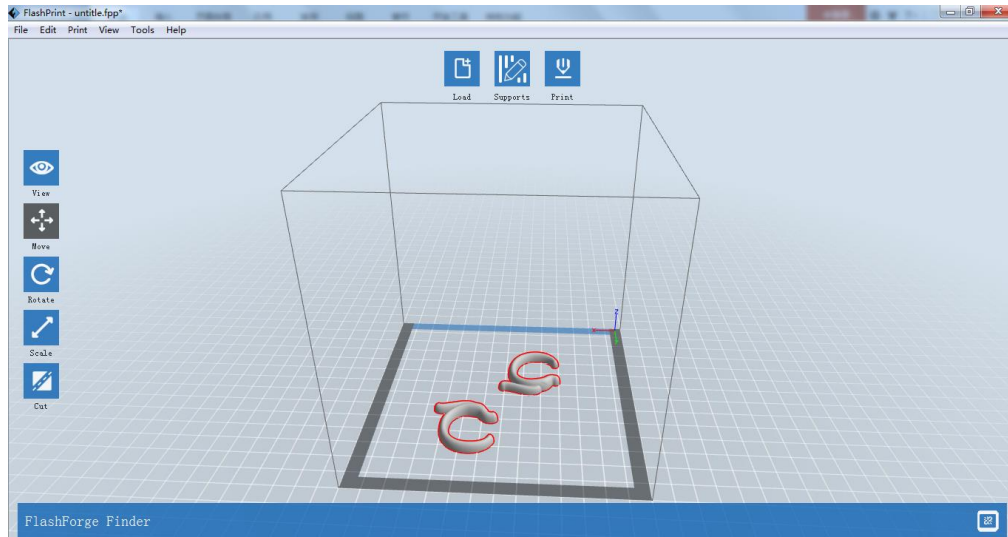 FlashPrint - untitle.fpp*
File Edit Print View Tools Help
Load Supports Print
View
Move
Rotate
Scale
Cut
z
FlashForge Finder